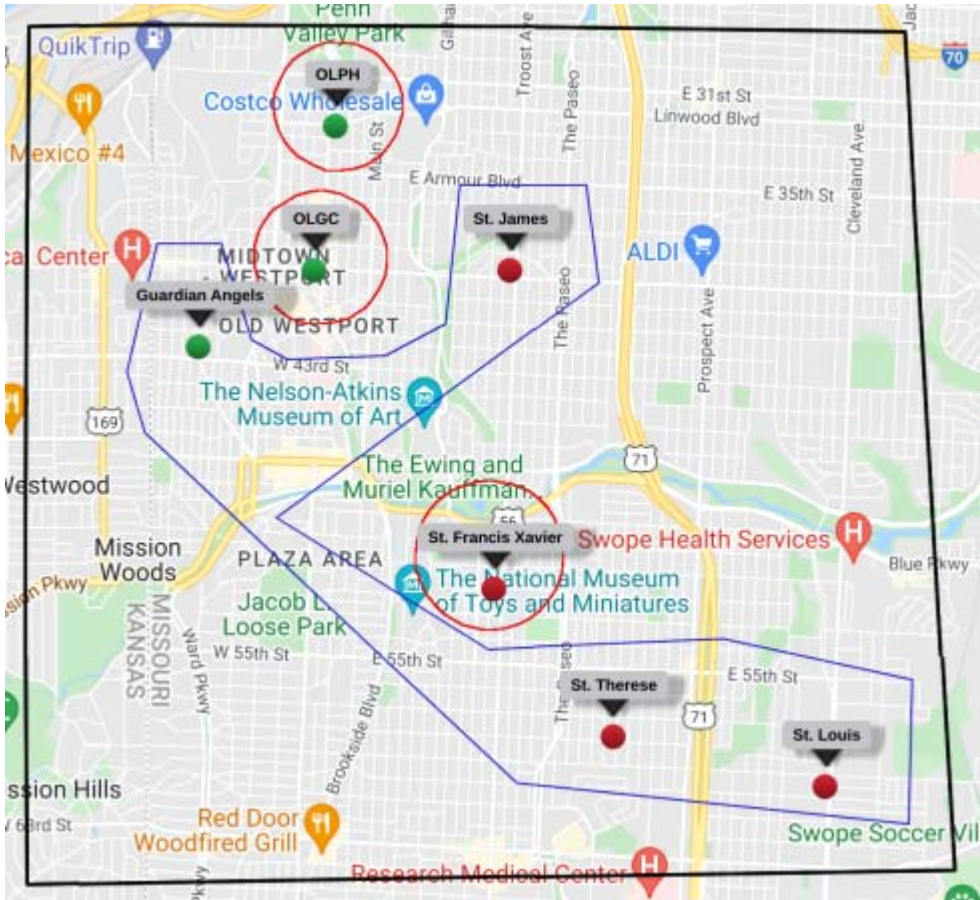 Penn
Valley Park
QuikTrip
OLPH
Costco Wholesale
Main St
Troost Ave
The Paseo
E 31st St
Linwood Blvd
70
Mexico #4
E Armour Blvd
E 35th St
Cleveland Ave
OLGC
St. James
MIDTOWN
WESTPORT
Guardian Angels
OLD WESTPORT
ALDI
The Paseo
Prospect Ave
W 43rd St
The Nelson-Atkins
Museum of Art
169
71
Westwood
The Ewing and
Muriel Kauffman...
56
St. Francis Xavier
Swope Health Services
Blue Pkwy
Mission
Woods
PLAZA AREA
The National Museum
of Toys and Miniatures
Jacob L.
Loose Park
MISSOURI
KANSAS
Ward Pkwy
W 55th St
E 55th St
E 55th St
St. Therese
71
Brookside Blvd
St. Louis
ssion Hills
63rd St
Red Door
Woodfired Grill
Swope Soccer Vil
Research Medical Center
Pkwy